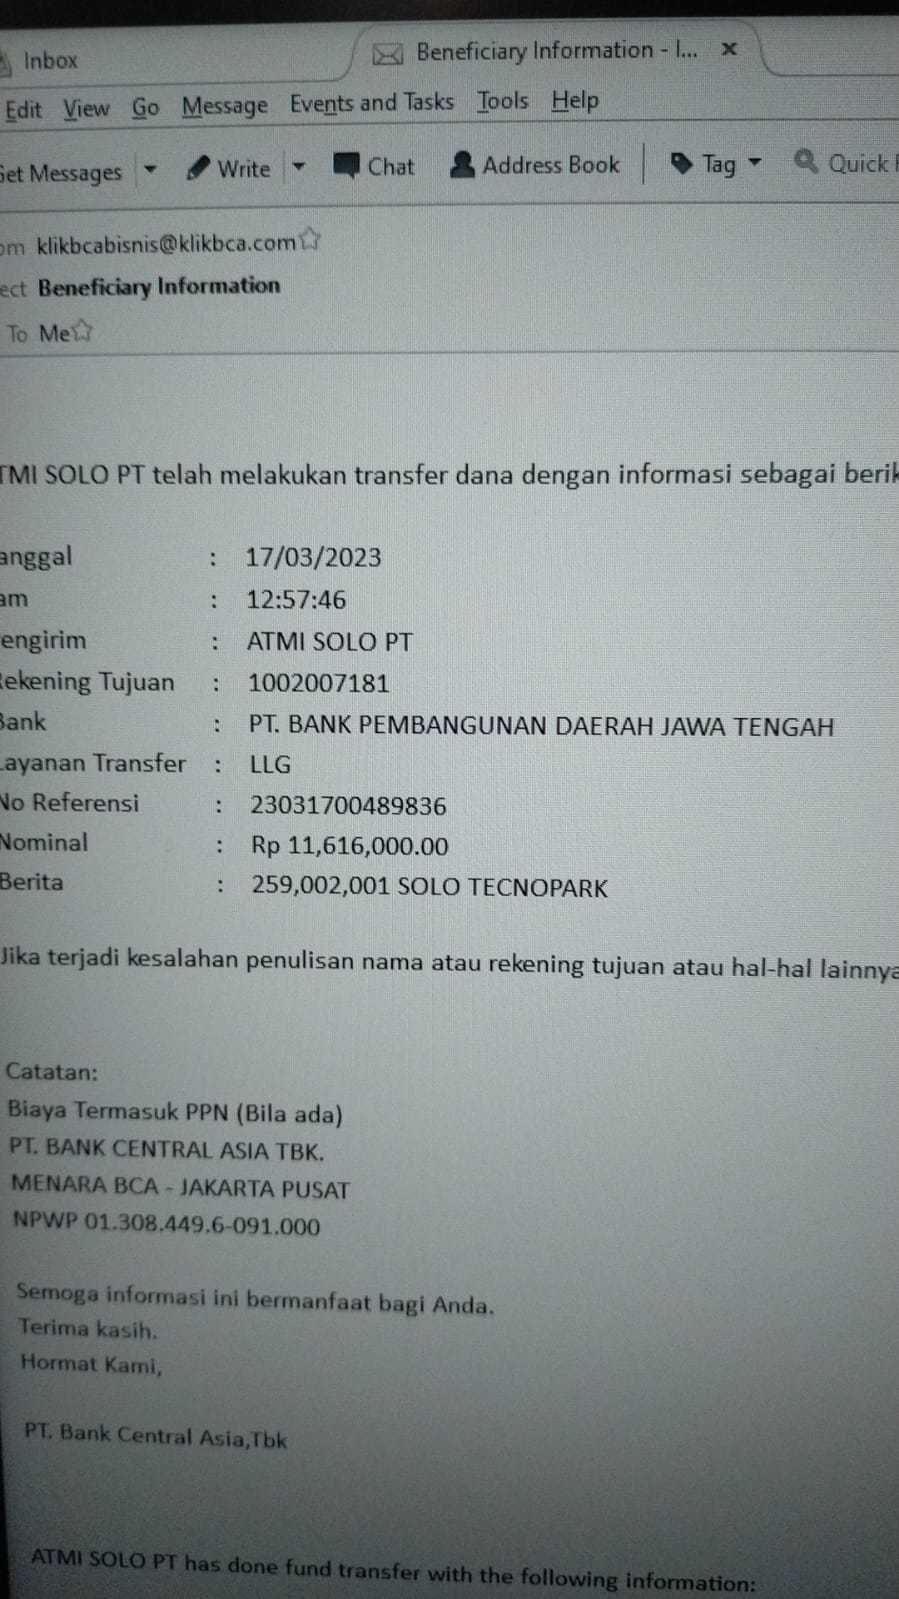 Inbox
Beneficiary Information - I... x
Edit View Go Message Events and Tasks Tools Help
Get Messages Write Chat Address Book Tag Quick
om klikbcabisnis@klikbca.com
ect Beneficiary Information
To Me
TMI SOLO PT telah melakukan transfer dana dengan informasi sebagai berik
anggal : 17/03/2023
am : 12:57:46
engirim : ATMI SOLO PT
Rekening Tujuan : 1002007181
Bank : PT. BANK PEMBANGUNAN DAERAH JAWA TENGAH
Layanan Transfer : LLG
No Referensi : 23031700489836
Nominal : Rp 11,616,000.00
Berita : 259,002,001 SOLO TECNOPARK
Jika terjadi kesalahan penulisan nama atau rekening tujuan atau hal-hal lainnya
Catatan:
Biaya Termasuk PPN (Bila ada)
PT. BANK CENTRAL ASIA TBK.
MENARA BCA - JAKARTA PUSAT
NPWP 01.308.449.6-091.000
Semoga informasi ini bermanfaat bagi Anda.
Terima kasih.
Hormat Kami,
PT. Bank Central Asia,Tbk
ATMI SOLO PT has done fund transfer with the following information: